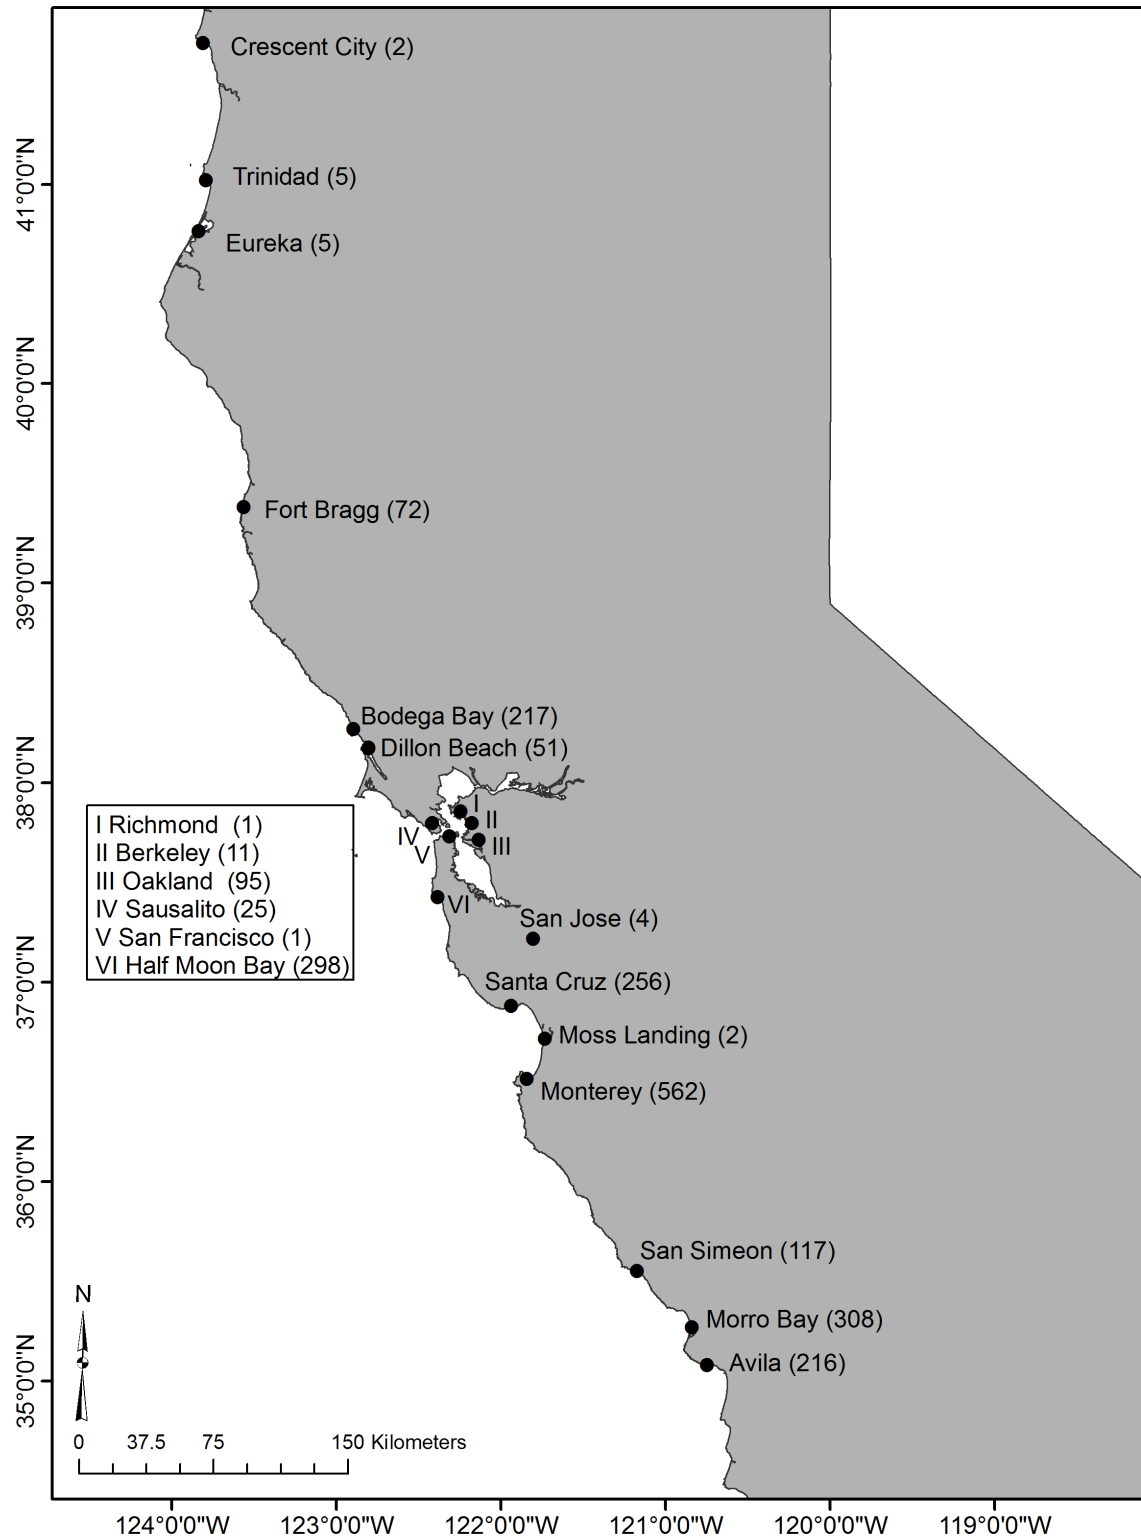 Crescent City (2)
Trinidad (5)
Eureka (5)
Fort Bragg (72)
Bodega Bay (217)
Dillon Beach (51)
I
II
III
IV
V
VI
I Richmond (1)
II Berkeley (11)
III Oakland (95)
IV Sausalito (25)
V San Francisco (1)
VI Half Moon Bay (298)
San Jose (4)
Santa Cruz (256)
Moss Landing (2)
Monterey (562)
San Simeon (117)
Morro Bay (308)
Avila (216)
N
0 37.5 75 150 Kilometers
41°0'0"N
40°0'0"N
39°0'0"N
38°0'0"N
37°0'0"N
36°0'0"N
35°0'0"N
124°0'0"W 123°0'0"W 122°0'0"W 121°0'0"W 120°0'0"W 119°0'0"W